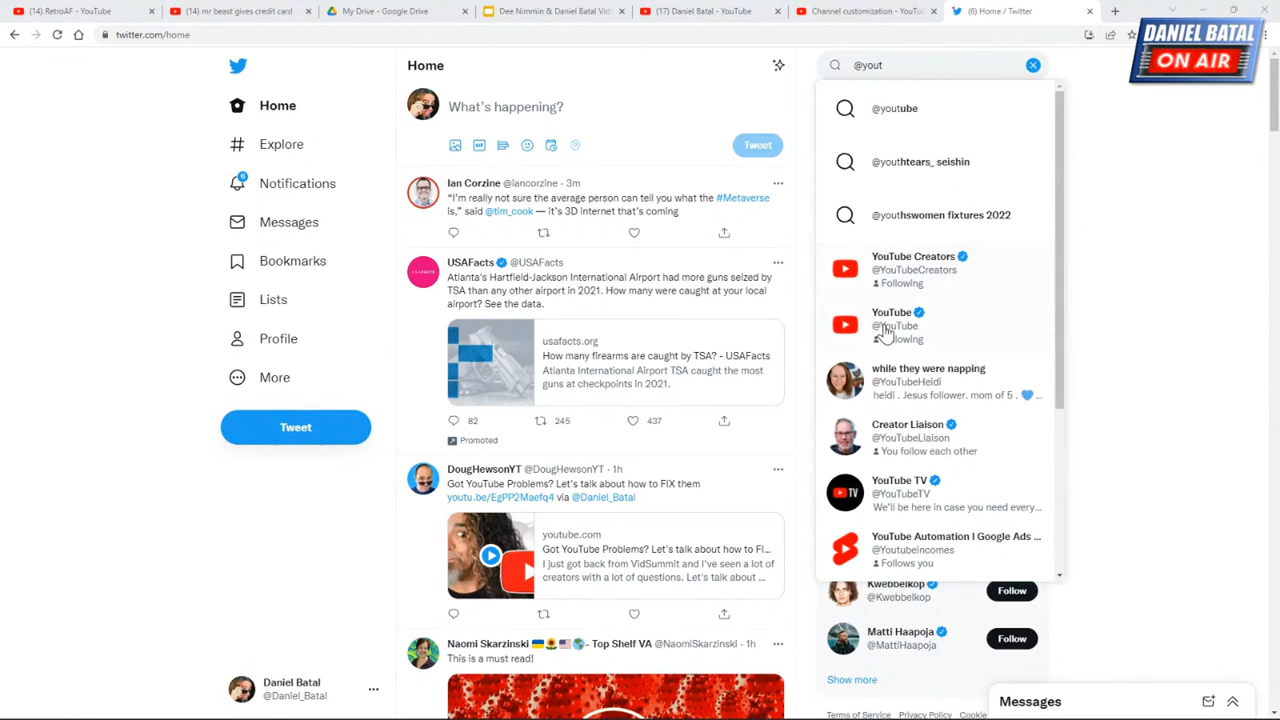 RetroAF - YouTube
(14) mr beast gives credit card -
My Drive - Google Drive
Dee Nimmin & Daniel Batal Vid
(17) Daniel Batal - YouTube
Channel customization - YouTu
(6) Home / Twitter
twitter.com/home
DANIEL BATAL
ON AIR
Home
Explore
Notifications
6
Messages
Bookmarks
Lists
Profile
More
Tweet
Daniel Batal
@Daniel_Batal
Home
What's happening?
GIF
Tweet
Ian Corzine @iancorzine · 3m
"I'm really not sure the average person can tell you what the #Metaverse
is," said @tim_cook — it's 3D internet that's coming
USAFacts @USAFacts
Atlanta's Hartfield-Jackson International Airport had more guns seized by
TSA than any other airport in 2021. How many were caught at your local
airport? See the data.
usafacts.org
How many firearms are caught by TSA? - USAFacts
Atlanta International Airport TSA caught the most
guns at checkpoints in 2021.
82 245 437
Promoted
DougHewsonYT @DougHewsonYT · 1h
Got YouTube Problems? Let's talk about how to FIX them
youtu.be/EgPP2Maefq4 via @Daniel_Batal
youtube.com
Got YouTube Problems? Let's talk about how to FI...
I just got back from VidSummit and I've seen a lot of
creators with a lot of questions. Let's talk about ...
Naomi Skarzinski - Top Shelf VA @NaomiSkarzinski · 1h
This is a must read!
@yout
@youtube
@youthtears_ seishin
@youthswomen fixtures 2022
YouTube Creators
@YouTubeCreators
Following
YouTube
@YouTube
while they were napping
@YouTubeHeidi
heidi . Jesus follower. mom of 5 . 💙 ...
Creator Liaison
@YouTubeLiaison
You follow each other
YouTube TV
@YouTubeTV
We'll be here in case you need every...
TV
YouTube Automation l Google Ads ...
@Youtubeincomes
Follows you
Kwebbelkop
@Kwebbelkop
Follow
Matti Haapoja
@MattiHaapoja
Follow
Show more
Terms of Service Privacy Policy Cookie
Messages